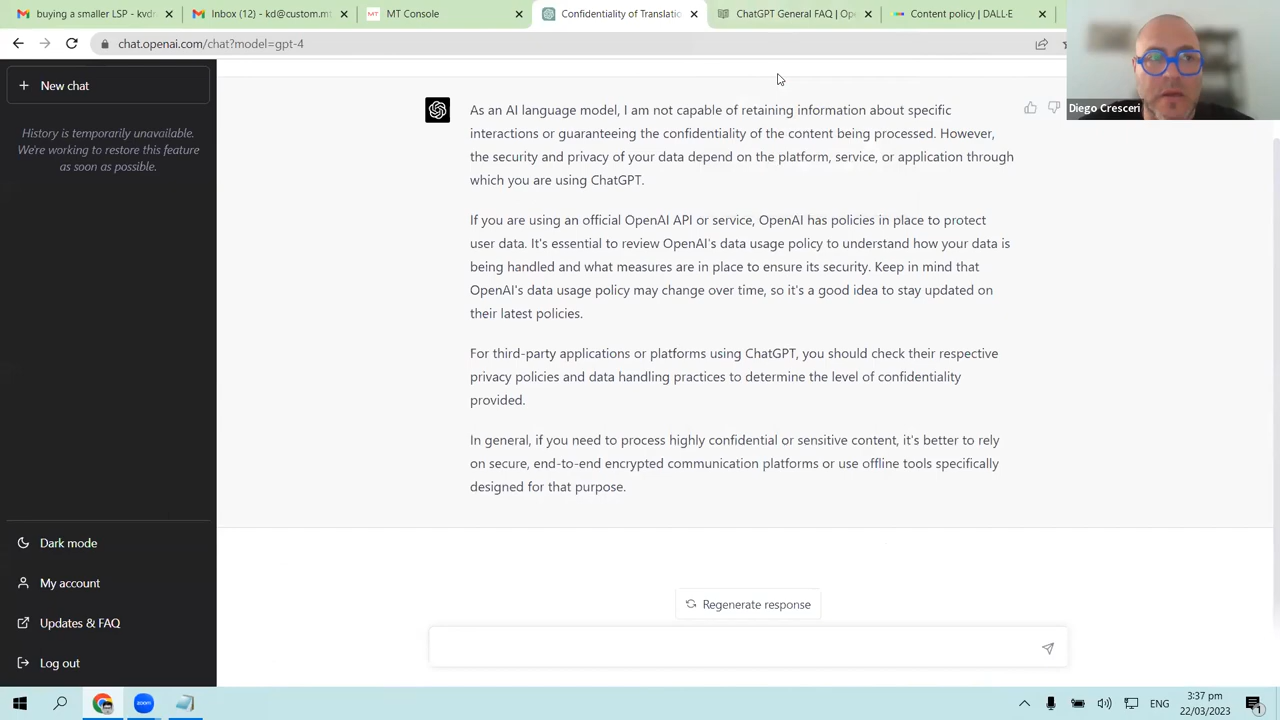 buying a smaller LSP - kvdr
Inbox (12) - kd@custom.mt
MT Console
Confidentiality of Translatio
ChatGPT General FAQ | Ope
Content policy | DALL·E
chat.openai.com/chat?model=gpt-4
New chat
History is temporarily unavailable.
We're working to restore this feature
as soon as possible.
Dark mode
My account
Updates & FAQ
Log out
As an AI language model, I am not capable of retaining information about specific
interactions or guaranteeing the confidentiality of the content being processed. However,
the security and privacy of your data depend on the platform, service, or application through
which you are using ChatGPT.
If you are using an official OpenAI API or service, OpenAI has policies in place to protect
user data. It's essential to review OpenAI's data usage policy to understand how your data is
being handled and what measures are in place to ensure its security. Keep in mind that
OpenAI's data usage policy may change over time, so it's a good idea to stay updated on
their latest policies.
For third-party applications or platforms using ChatGPT, you should check their respective
privacy policies and data handling practices to determine the level of confidentiality
provided.
In general, if you need to process highly confidential or sensitive content, it's better to rely
on secure, end-to-end encrypted communication platforms or use offline tools specifically
designed for that purpose.
Regenerate response
Diego Cresceri
zoom
ENG
3:37 pm
22/03/2023
1